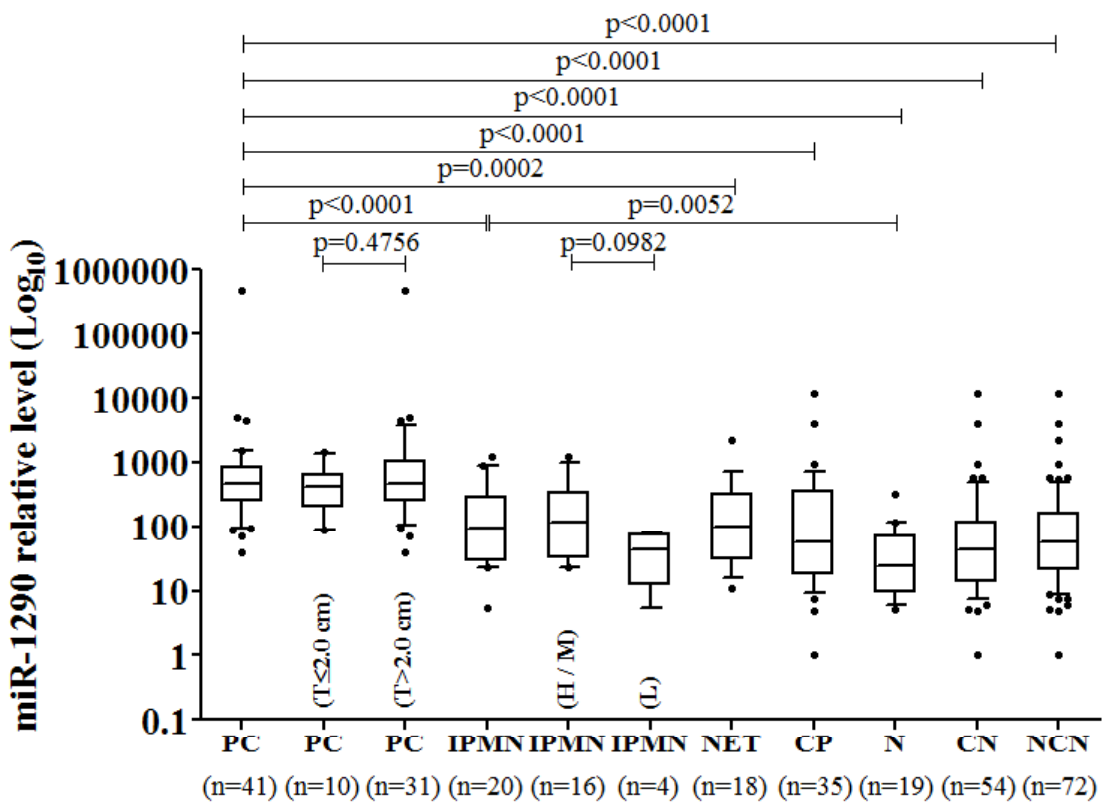 p<0.0001
p<0.0001
p<0.0001
p<0.0001
p=0.0002
p<0.0001 p=0.0052
p=0.4756 p=0.0982
miR-1290 relative level (Log10)
1000000
100000
10000
1000
100
10
1
0.1
(T≤2.0 cm) (T>2.0 cm) (H / M) (L)
PC PC PC IPMN IPMN IPMN NET CP N CN NCN
(n=41) (n=10) (n=31) (n=20) (n=16) (n=4) (n=18) (n=35) (n=19) (n=54) (n=72)